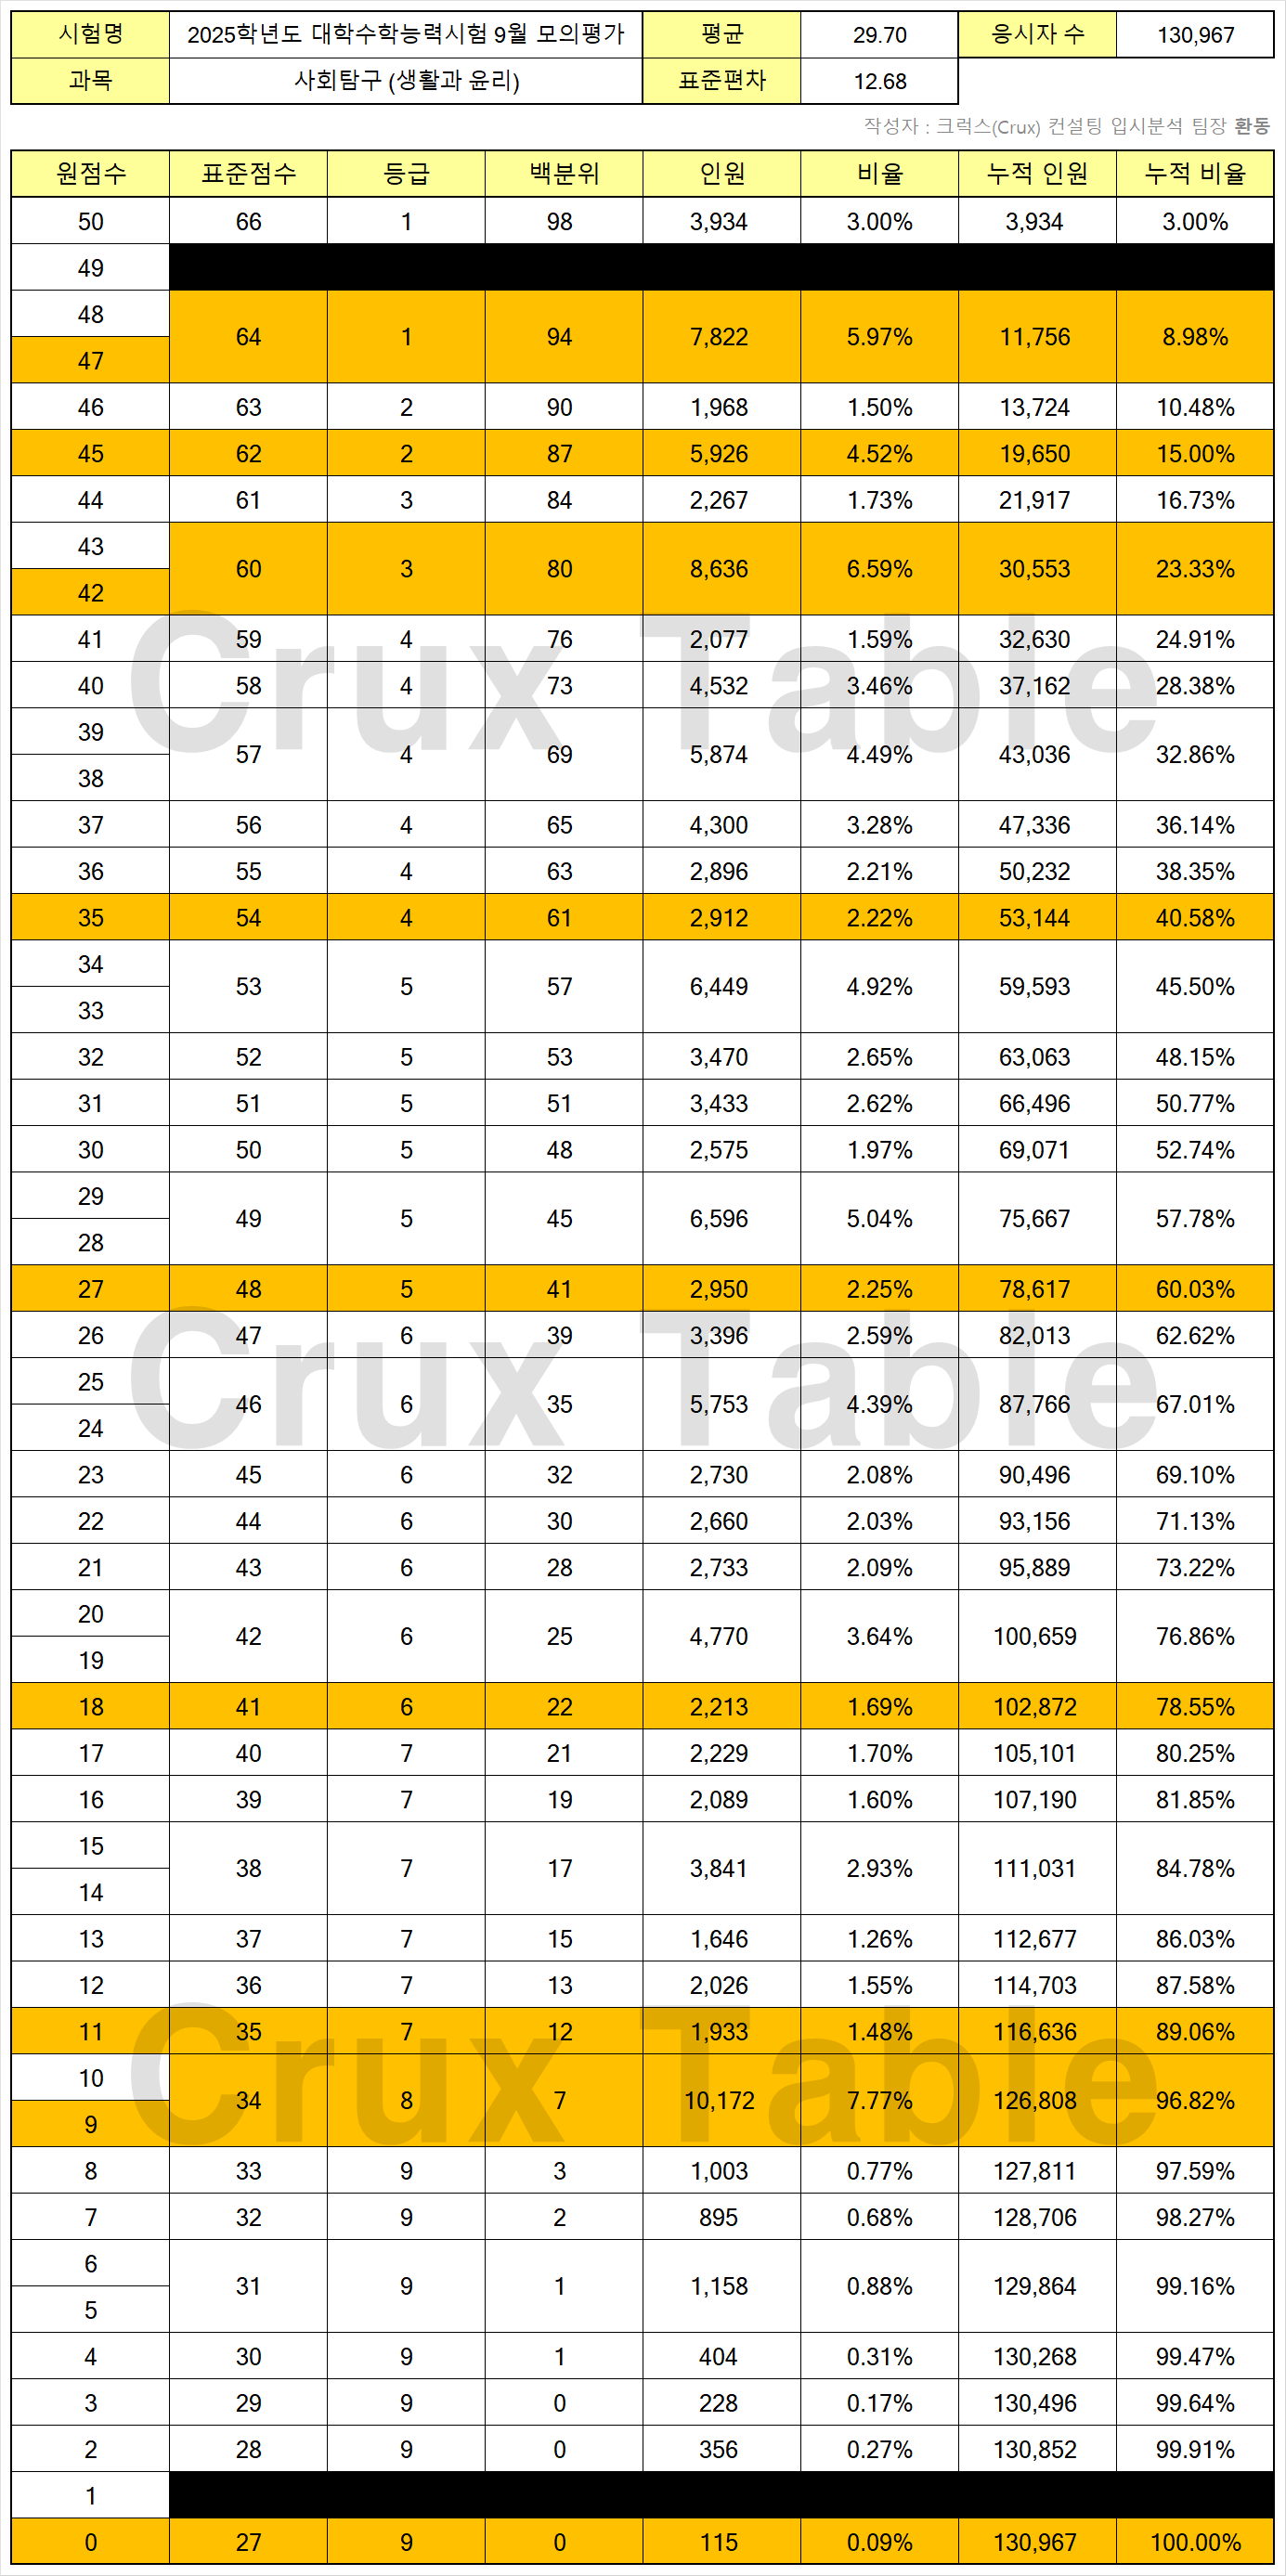 시험명 2025학년도 대학수학능력시험 9월 모의평가 평균 29.70 응시자 수 130,967
과목 사회탐구 (생활과 윤리) 표준편차 12.68
작성자 : 크럭스(Crux) 컨설팅 입시분석 팀장 환동
원점수 표준점수 등급 백분위 인원 비율 누적 인원 누적 비율
50 66 1 98 3,934 3.00% 3,934 3.00%
49
48
64 1 94 7,822 5.97% 11,756 8.98%
47
46 63 2 90 1,968 1.50% 13,724 10.48%
45 62 2 87 5,926 4.52% 19,650 15.00%
44 61 3 84 2,267 1.73% 21,917 16.73%
43
60 3 80 8,636 6.59% 30,553 23.33%
42
41 59 4 76 2,077 1.59% 32,630 24.91%
Crux Table
40 58 4 73 4,532 3.46% 37,162 28.38%
39
57 4 69 5,874 4.49% 43,036 32.86%
38
37 56 4 65 4,300 3.28% 47,336 36.14%
36 55 4 63 2,896 2.21% 50,232 38.35%
35 54 4 61 2,912 2.22% 53,144 40.58%
34
53 5 57 6,449 4.92% 59,593 45.50%
33
32 52 5 53 3,470 2.65% 63,063 48.15%
31 51 5 51 3,433 2.62% 66,496 50.77%
30 50 5 48 2,575 1.97% 69,071 52.74%
29
49 5 45 6,596 5.04% 75,667 57.78%
28
27 48 5 41 2,950 2.25% 78,617 60.03%
26 47 6 39 3,396 2.59% 82,013 62.62%
Crux Table
25
46 6 35 5,753 4.39% 87,766 67.01%
24
23 45 6 32 2,730 2.08% 90,496 69.10%
22 44 6 30 2,660 2.03% 93,156 71.13%
21 43 6 28 2,733 2.09% 95,889 73.22%
20
42 6 25 4,770 3.64% 100,659 76.86%
19
18 41 6 22 2,213 1.69% 102,872 78.55%
17 40 7 21 2,229 1.70% 105,101 80.25%
16 39 7 19 2,089 1.60% 107,190 81.85%
15
38 7 17 3,841 2.93% 111,031 84.78%
14
13 37 7 15 1,646 1.26% 112,677 86.03%
12 36 7 13 2,026 1.55% 114,703 87.58%
11 35 7 12 1,933 1.48% 116,636 89.06%
Crux Table
10
34 8 7 10,172 7.77% 126,808 96.82%
9
8 33 9 3 1,003 0.77% 127,811 97.59%
7 32 9 2 895 0.68% 128,706 98.27%
6
31 9 1 1,158 0.88% 129,864 99.16%
5
4 30 9 1 404 0.31% 130,268 99.47%
3 29 9 0 228 0.17% 130,496 99.64%
2 28 9 0 356 0.27% 130,852 99.91%
1
0 27 9 0 115 0.09% 130,967 100.00%